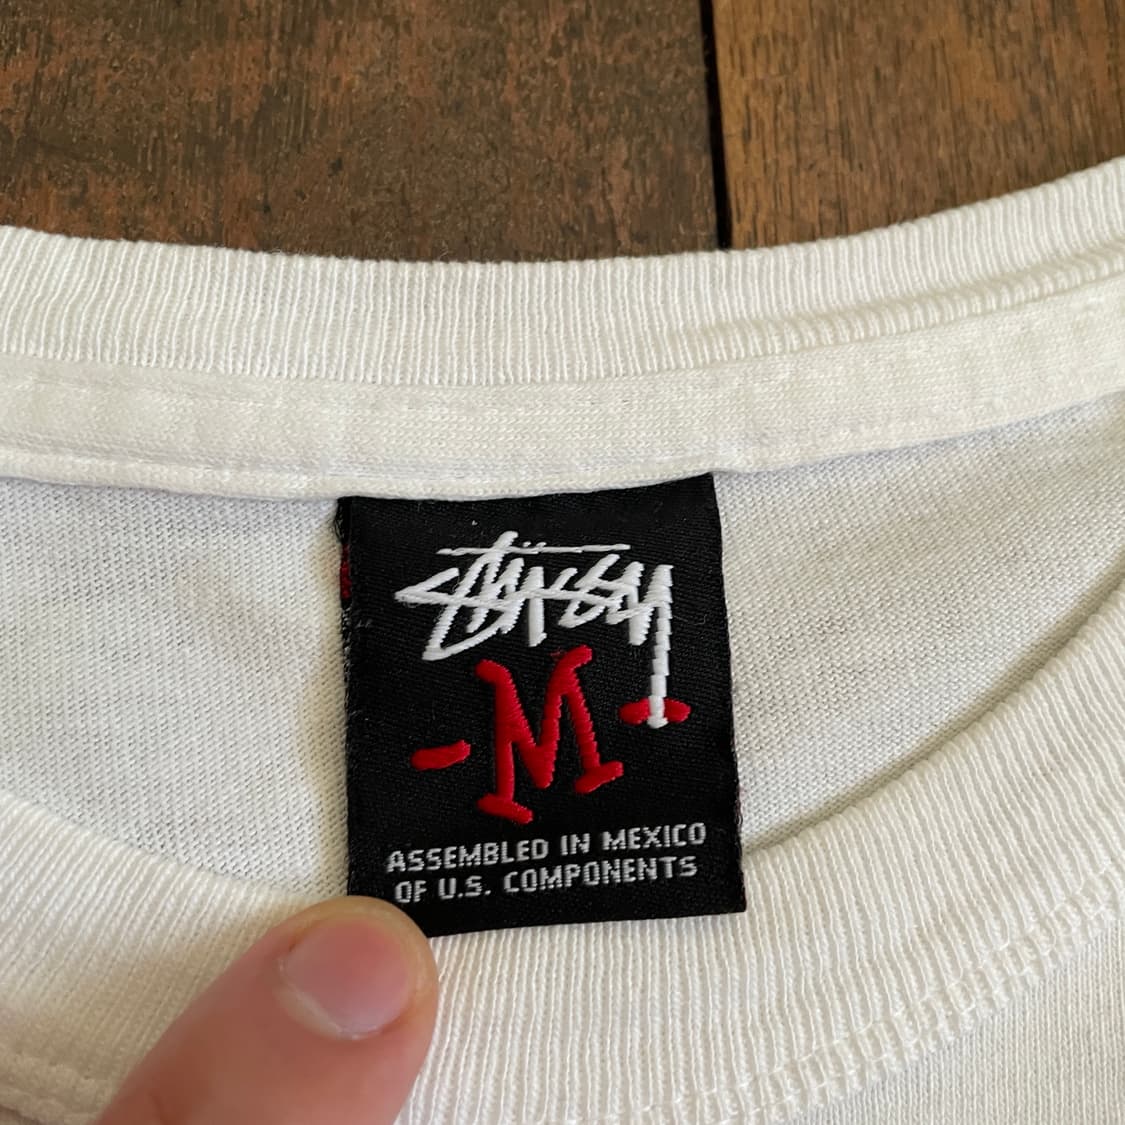 Stüssy
-M-
ASSEMBLED IN MEXICO
OF U.S. COMPONENTS